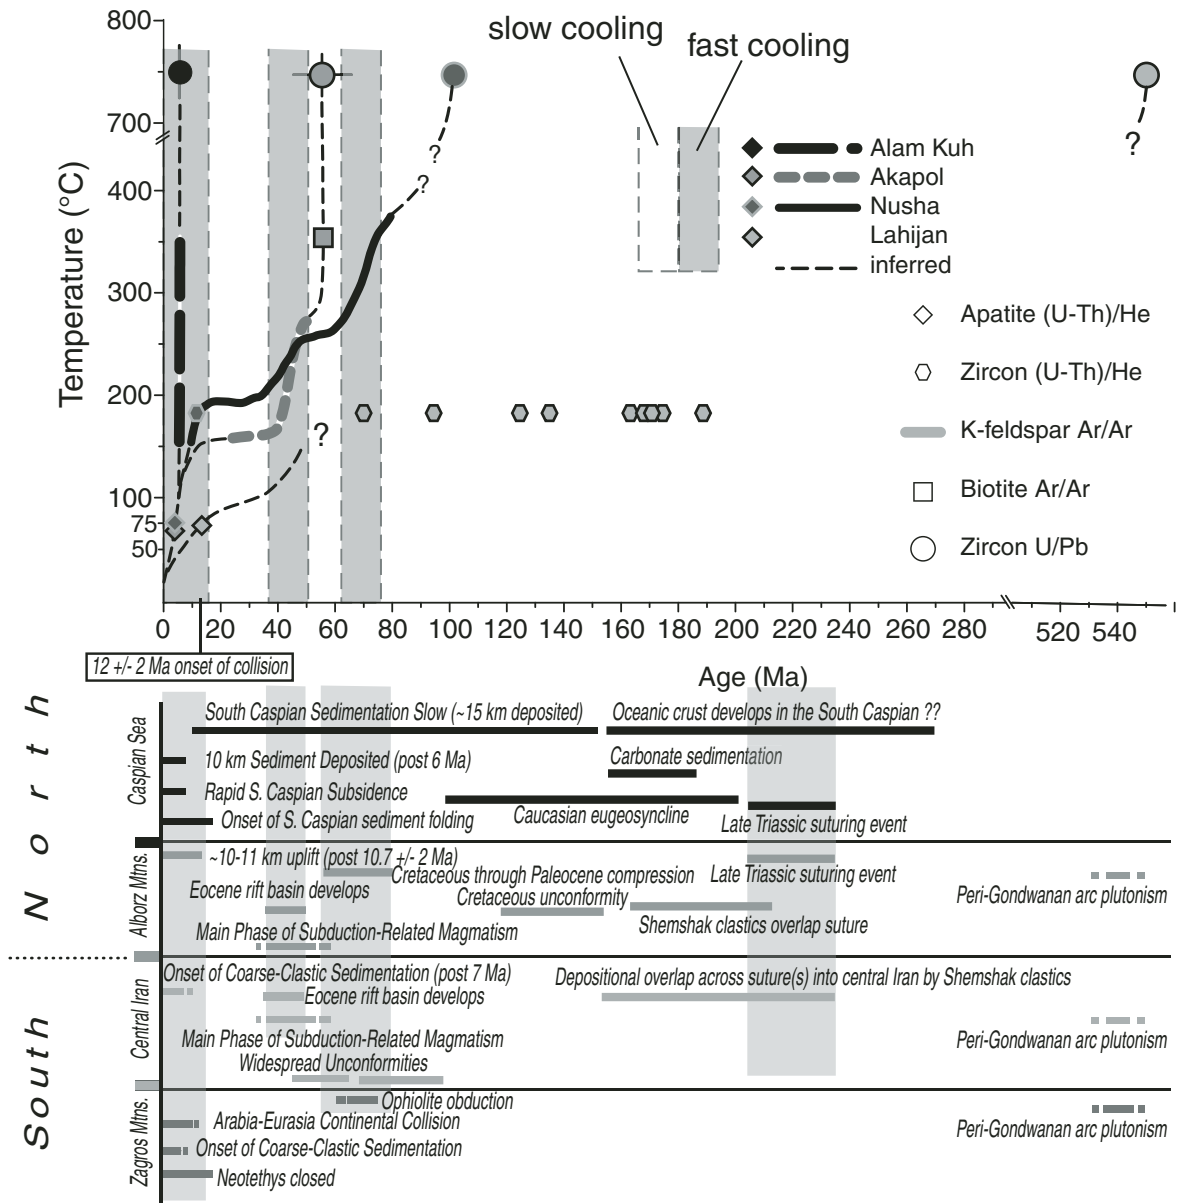 800
700
400
300
200
100
75
50
Temperature (°C)
slow cooling
fast cooling
Alam Kuh
Akapol
Nusha
Lahijan
inferred
Apatite (U-Th)/He
Zircon (U-Th)/He
K-feldspar Ar/Ar
Biotite Ar/Ar
Zircon U/Pb
?
?
?
?
0 20 40 60 80 100 120 140 160 180 200 220 240 260 280 520 540
Age (Ma)
12 +/- 2 Ma onset of collision
North
South
Caspian Sea
South Caspian Sedimentation Slow (~15 km deposited)
Oceanic crust develops in the South Caspian ??
10 km Sediment Deposited (post 6 Ma)
Carbonate sedimentation
Rapid S. Caspian Subsidence
Caucasian eugeosyncline
Onset of S. Caspian sediment folding
Late Triassic suturing event
Alborz Mtns.
~10-11 km uplift (post 10.7 +/- 2 Ma)
Cretaceous through Paleocene compression
Late Triassic suturing event
Eocene rift basin develops
Cretaceous unconformity
Peri-Gondwanan arc plutonism
Main Phase of Subduction-Related Magmatism
Shemshak clastics overlap suture
Central Iran
Onset of Coarse-Clastic Sedimentation (post 7 Ma)
Depositional overlap across suture(s) into central Iran by Shemshak clastics
Eocene rift basin develops
Main Phase of Subduction-Related Magmatism
Peri-Gondwanan arc plutonism
Widespread Unconformities
Zagros Mtns.
Ophiolite obduction
Arabia-Eurasia Continental Collision
Peri-Gondwanan arc plutonism
Onset of Coarse-Clastic Sedimentation
Neotethys closed